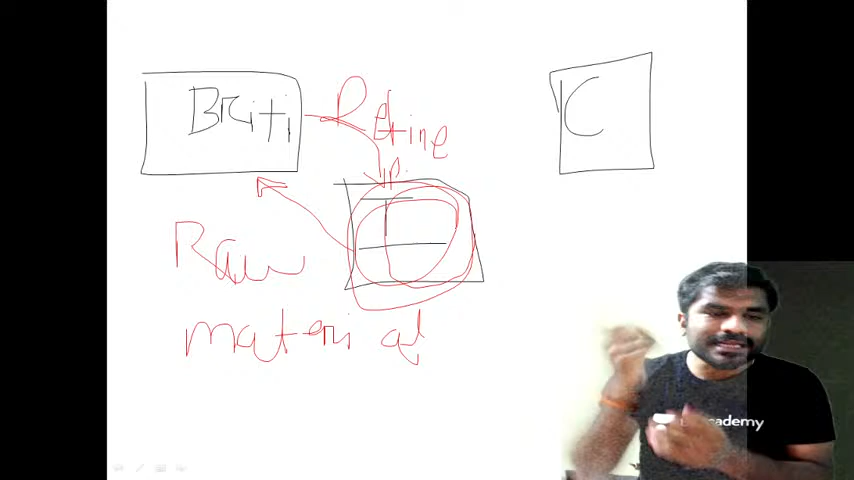 Briti
Refine
P.
I
C
Raw
material
academy